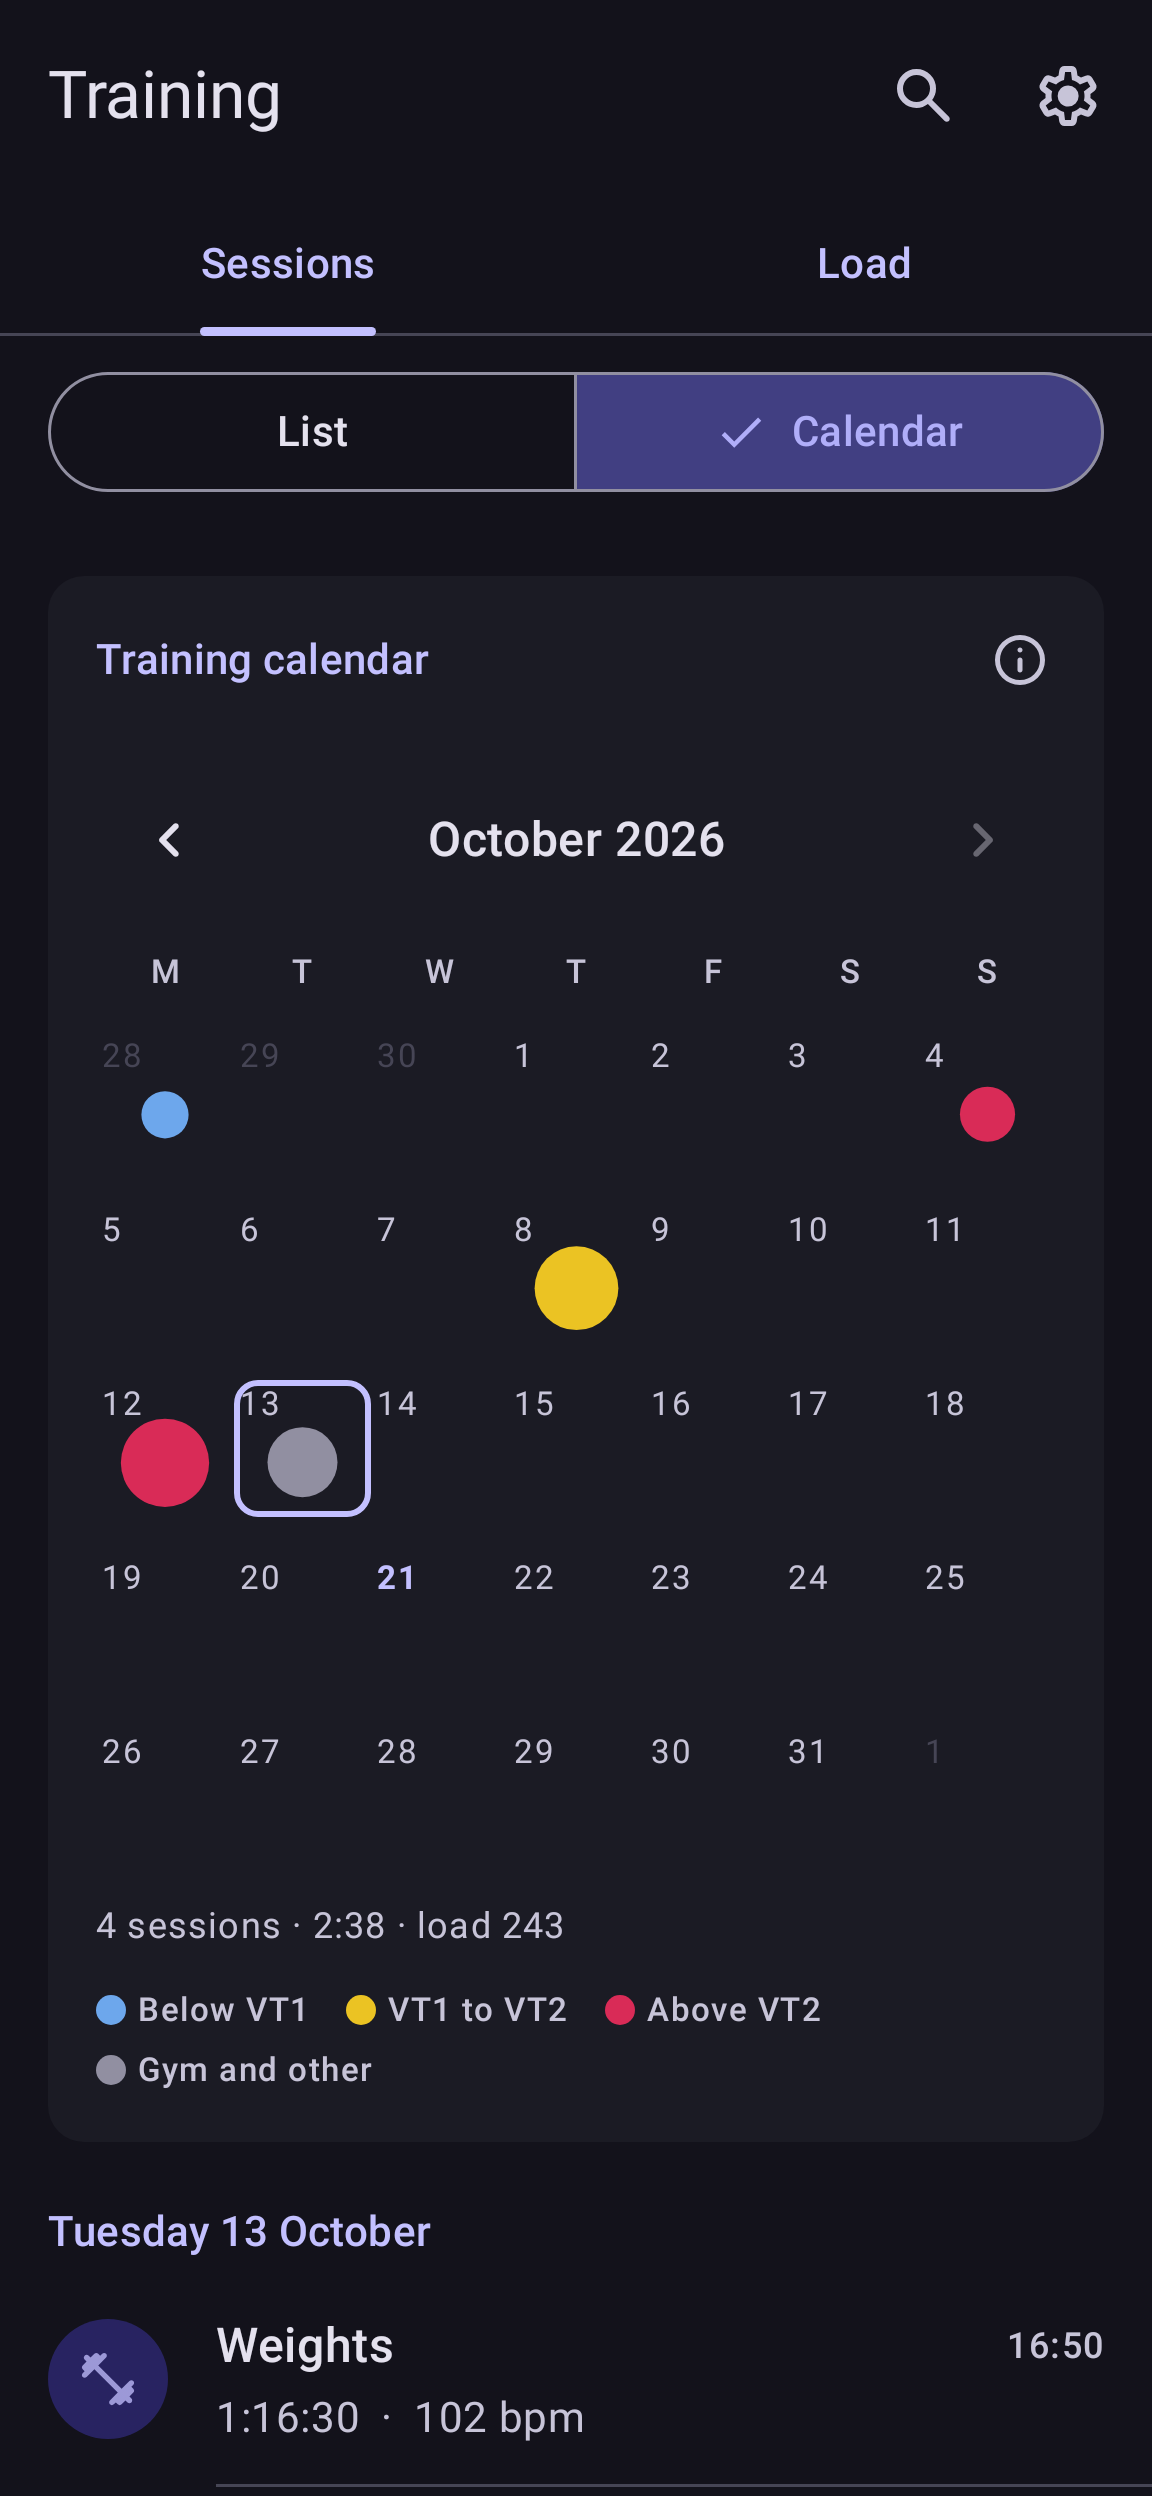 Training
Sessions Load
List Calendar
Training calendar
October 2026
M T W T F S S
28 29 30 1 2 3 4
5 6 7 8 9 10 11
12 13 14 15 16 17 18
19 20 21 22 23 24 25
26 27 28 29 30 31 1
4 sessions · 2:38 · load 243
Below VT1 VT1 to VT2 Above VT2
Gym and other
Tuesday 13 October
Weights 16:50
1:16:30 · 102 bpm